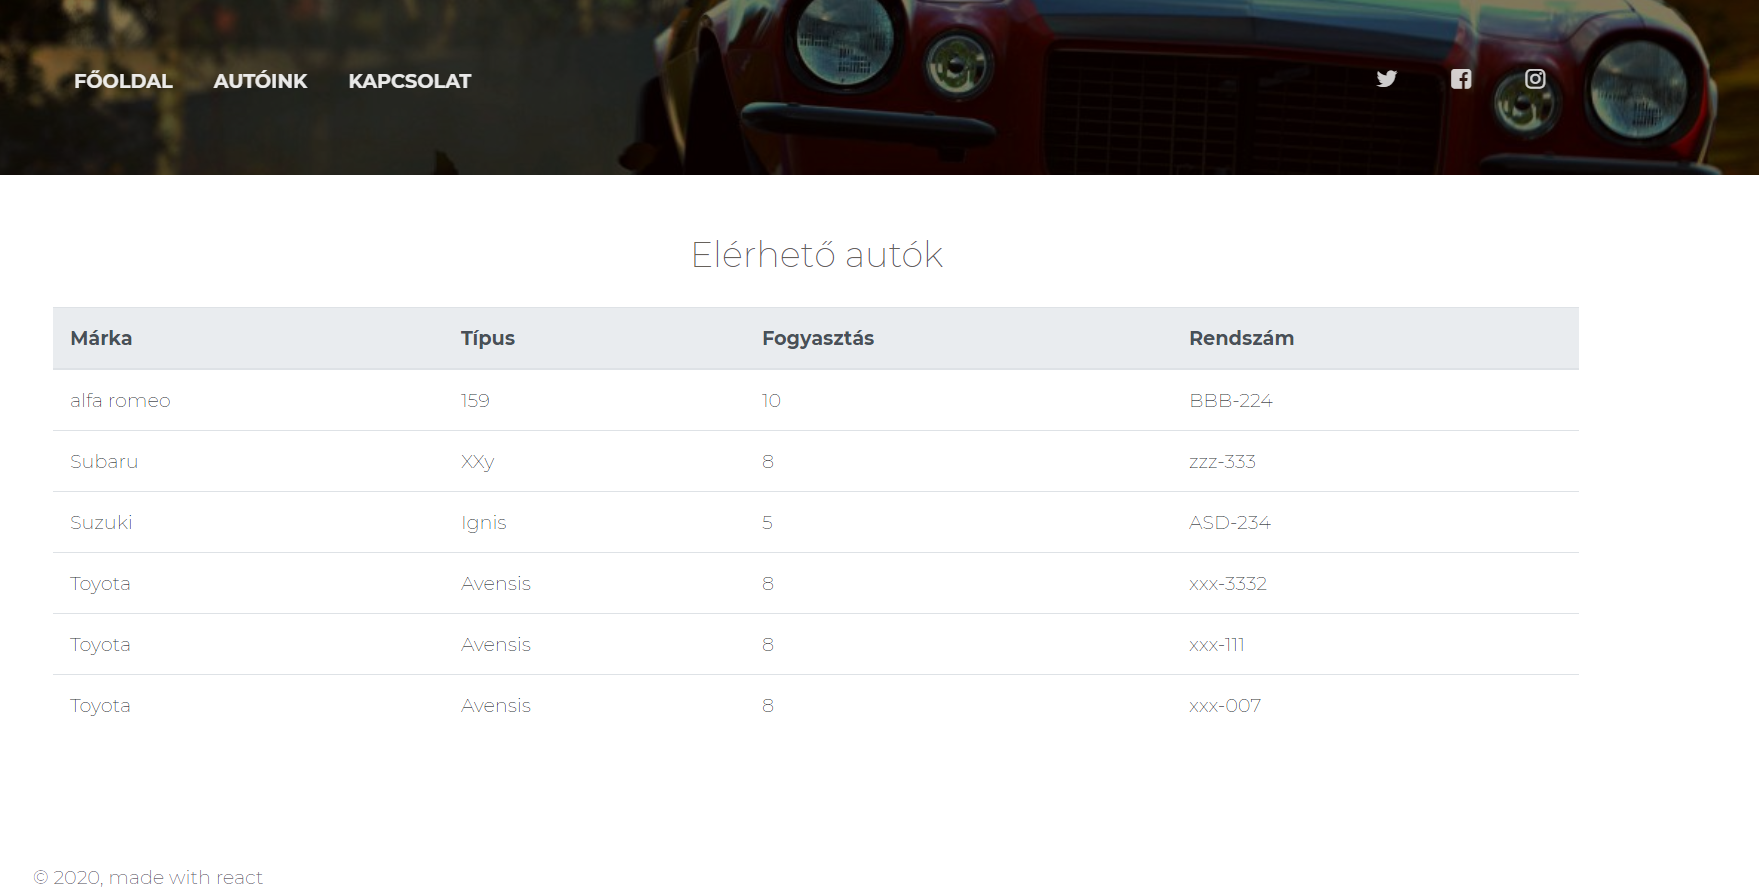 FŐOLDAL AUTÓINK KAPCSOLAT
Elérhető autók
Márka Típus Fogyasztás Rendszám
alfa romeo 159 10 BBB-224
Subaru XXy 8 zzz-333
Suzuki Ignis 5 ASD-234
Toyota Avensis 8 xxx-3332
Toyota Avensis 8 xxx-111
Toyota Avensis 8 xxx-007
© 2020, made with react